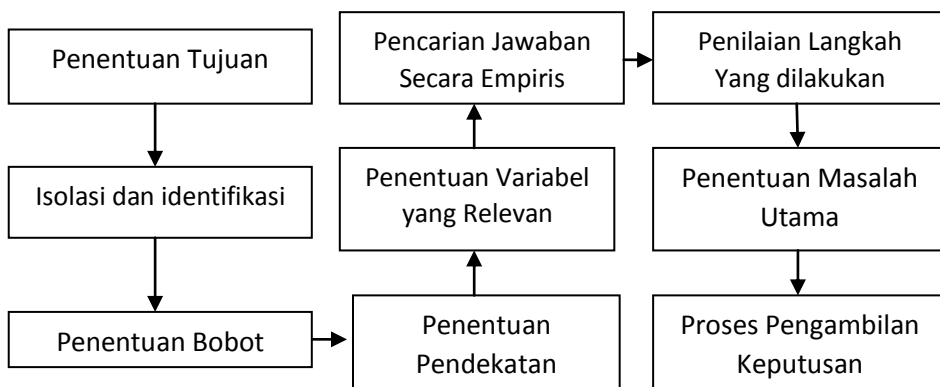 Penentuan Tujuan
Isolasi dan identifikasi
Penentuan Bobot
Penentuan
Pendekatan
Penentuan Variabel
yang Relevan
Pencarian Jawaban
Secara Empiris
Penilaian Langkah
Yang dilakukan
Penentuan Masalah
Utama
Proses Pengambilan
Keputusan